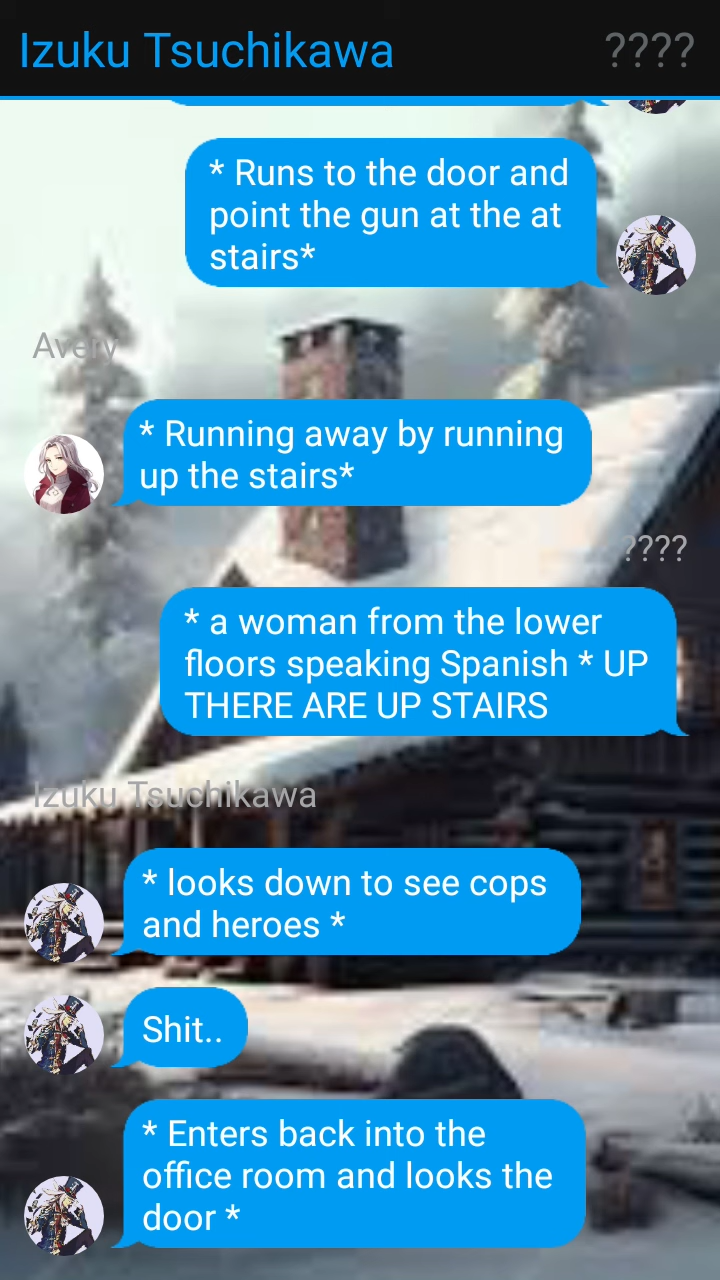 Izuku Tsuchikawa
????
* Runs to the door and
point the gun at the at
stairs*
Avery
* Running away by running
up the stairs*
????
* a woman from the lower
floors speaking Spanish * UP
THERE ARE UP STAIRS
Izuku Tsuchikawa
* looks down to see cops
and heroes *
Shit..
* Enters back into the
office room and looks the
door *